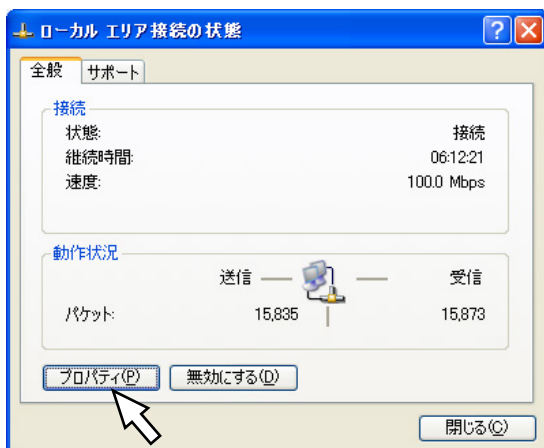 ローカル エリア接続の状態
全般 サポート
接続
状態: 接続
継続時間: 06:12:21
速度: 100.0 Mbps
動作状況
送信 受信
パケット: 15,835 15,873
プロパティ(P) 無効にする(D)
閉じる(C)